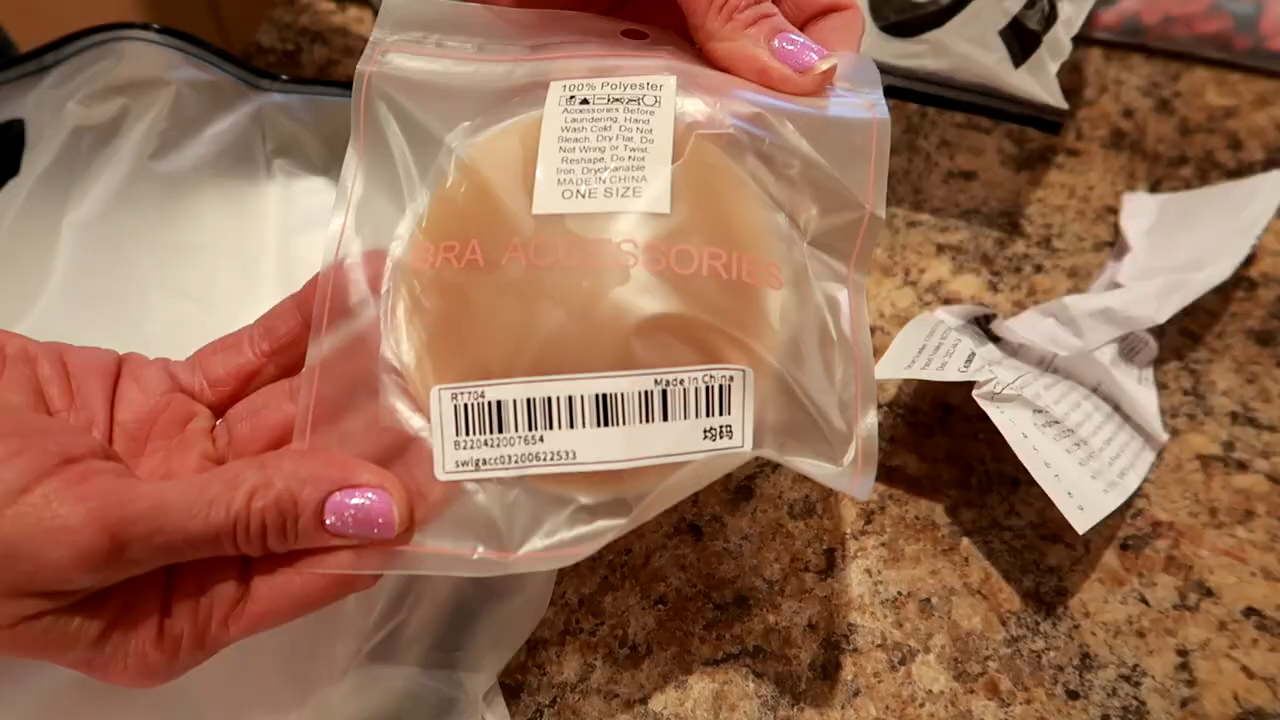 100% Polyester
Accessories Before
Laundering, Hand
Wash Cold. Do Not
Bleach, Dry Flat, Do
Not Wring or Twist,
Reshape, Do Not
Iron, Drycleanable
MADE IN CHINA
ONE SIZE
BRA ACCESSORIES
RT704
Made In China
B220422007654
均码
swlgacc03200622533